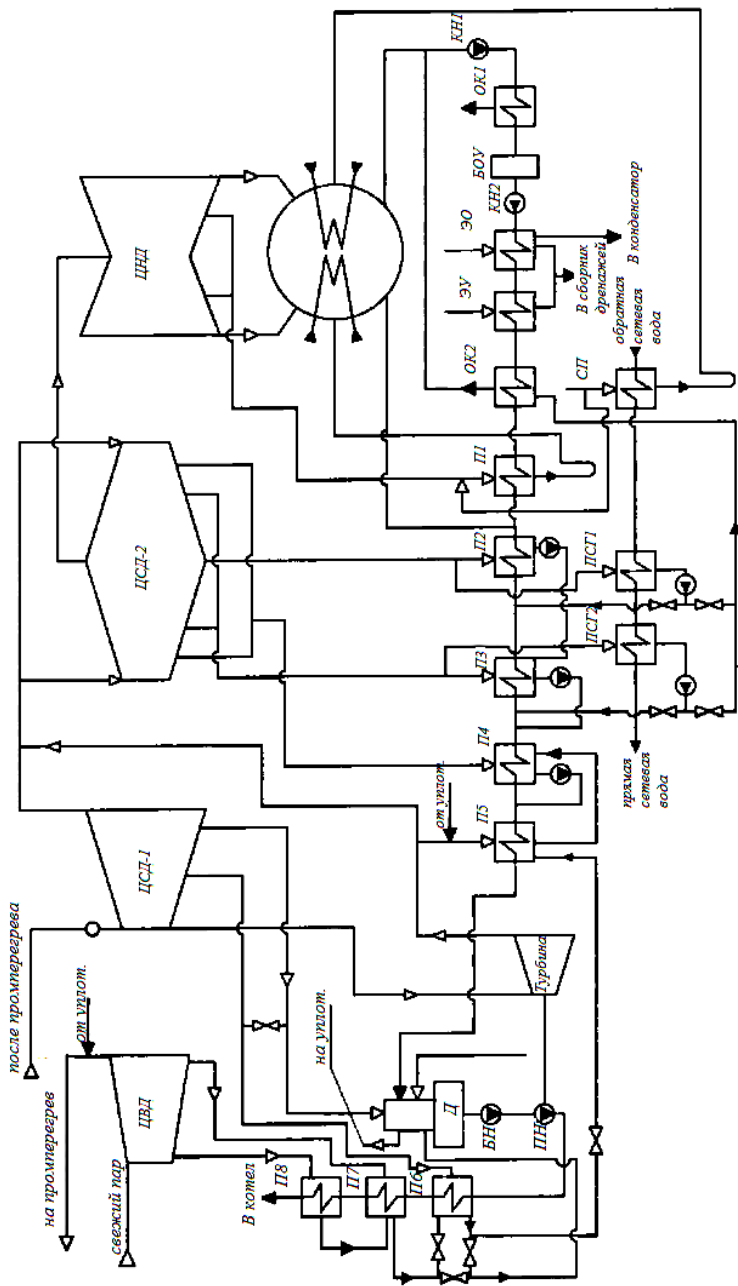 после промперегрева
на промперегрев
от уплот.
свежий пар
ЦВД
ЦСД-1
ЦСД-2
ЦНД
на уплот.
от уплот.
В котел
П8
П7
П6
Д
БН
ПН
Турбина
П5
П4
П3
П2
П1
ОК2
ЭУ
ЭО
КН2
БОУ
ОК1
КН1
ПСГ2
ПСГ1
СП
прямая
сетевая
вода
обратная
сетевая
вода
В сборник
дренажей
В конденсатор